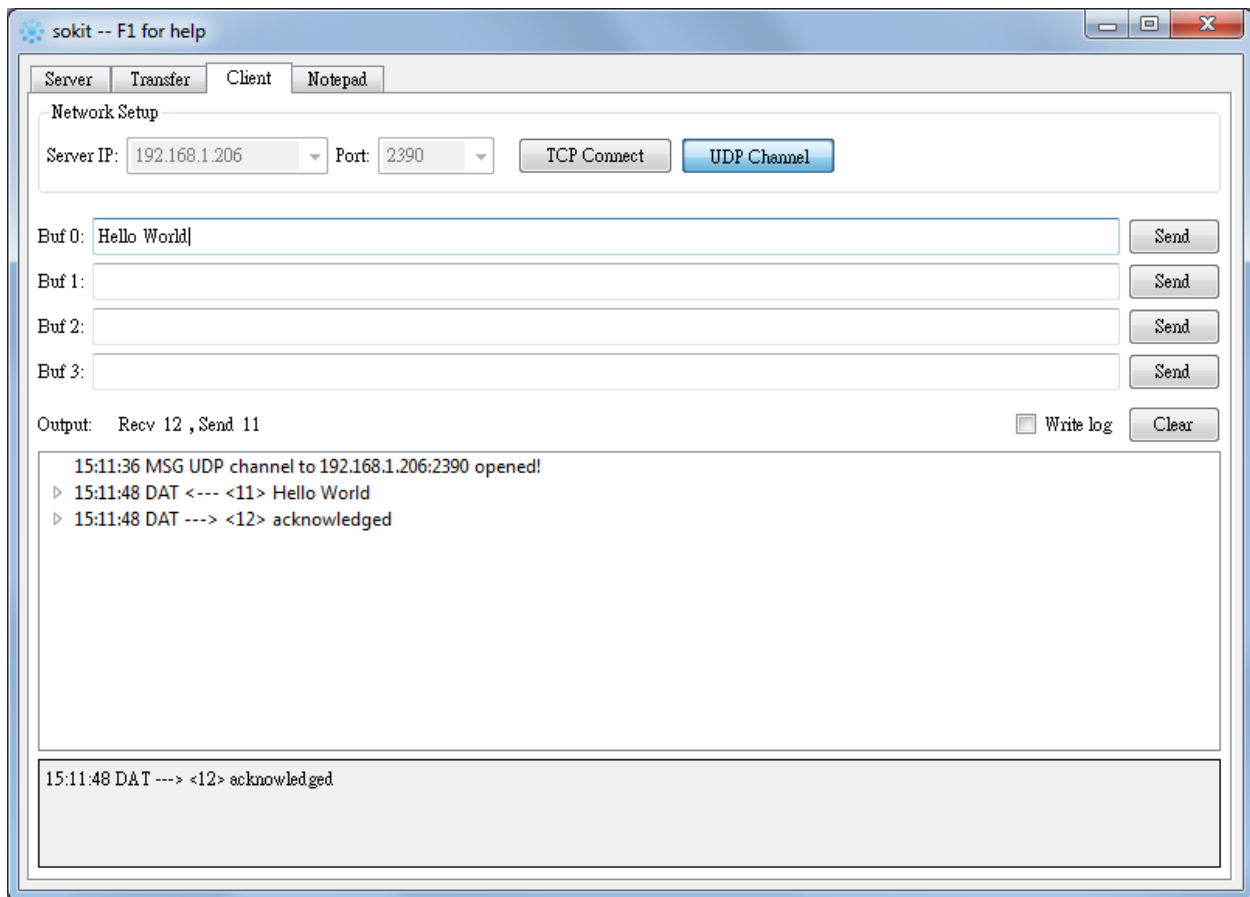 sokit -- F1 for help
Server Transfer Client Notepad
Network Setup
Server IP: 192.168.1.206 Port: 2390 TCP Connect UDP Channel
Buf 0: Hello World Send
Buf 1: Send
Buf 2: Send
Buf 3: Send
Output: Recv 12 , Send 11 Write log Clear
15:11:36 MSG UDP channel to 192.168.1.206:2390 opened!
15:11:48 DAT <--- <11> Hello World
15:11:48 DAT ---> <12> acknowledged
15:11:48 DAT ---> <12> acknowledged